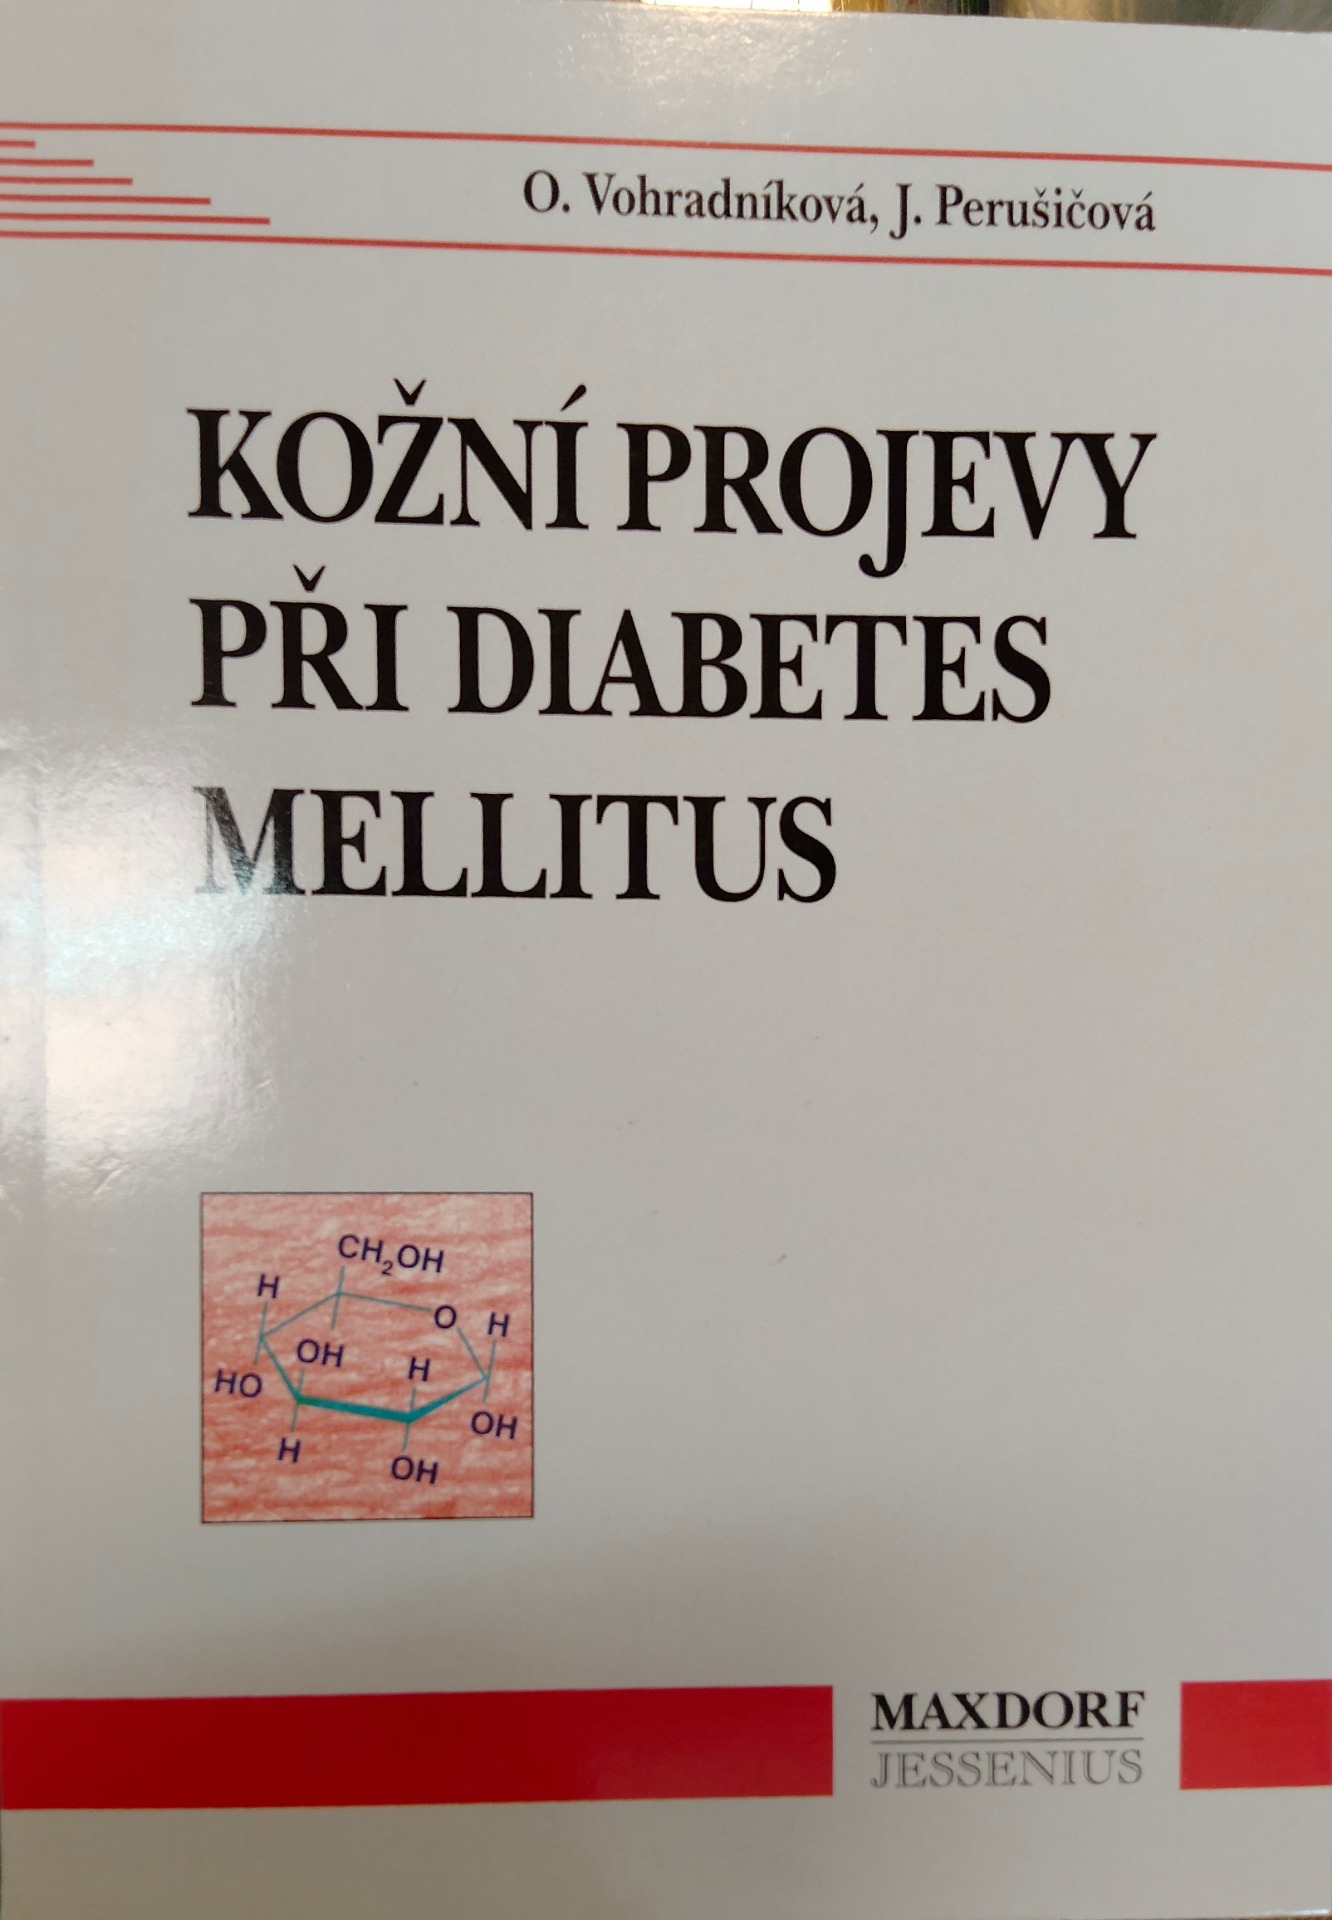 O. Vohradníková, J. Perušičová
KOŽNÍ PROJEVY
PŘI DIABETES
MELLITUS
CH₂OH
H
O
H
OH
H
HO
OH
H
OH
MAXDORF
JESSENIUS